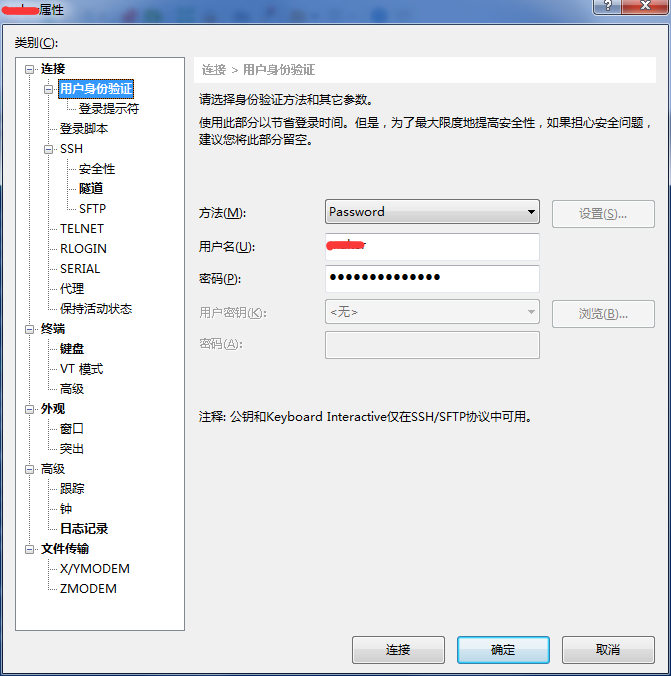 属性
类别(C):
连接
用户身份验证
登录提示符
登录脚本
SSH
安全性
隧道
SFTP
TELNET
RLOGIN
SERIAL
代理
保持活动状态
终端
键盘
VT 模式
高级
外观
窗口
突出
高级
跟踪
钟
日志记录
文件传输
X/YMODEM
ZMODEM
连接 > 用户身份验证
请选择身份验证方法和其它参数。
使用此部分以节省登录时间。但是，为了最大限度地提高安全性，如果担心安全问题，
建议您将此部分留空。
方法(M):
Password
设置(S)...
用户名(U):
密码(P):
●●●●●●●●●●●●●●
用户密钥(K):
<无>
浏览(B)...
密码(A):
注释: 公钥和Keyboard Interactive仅在SSH/SFTP协议中可用。
连接
确定
取消